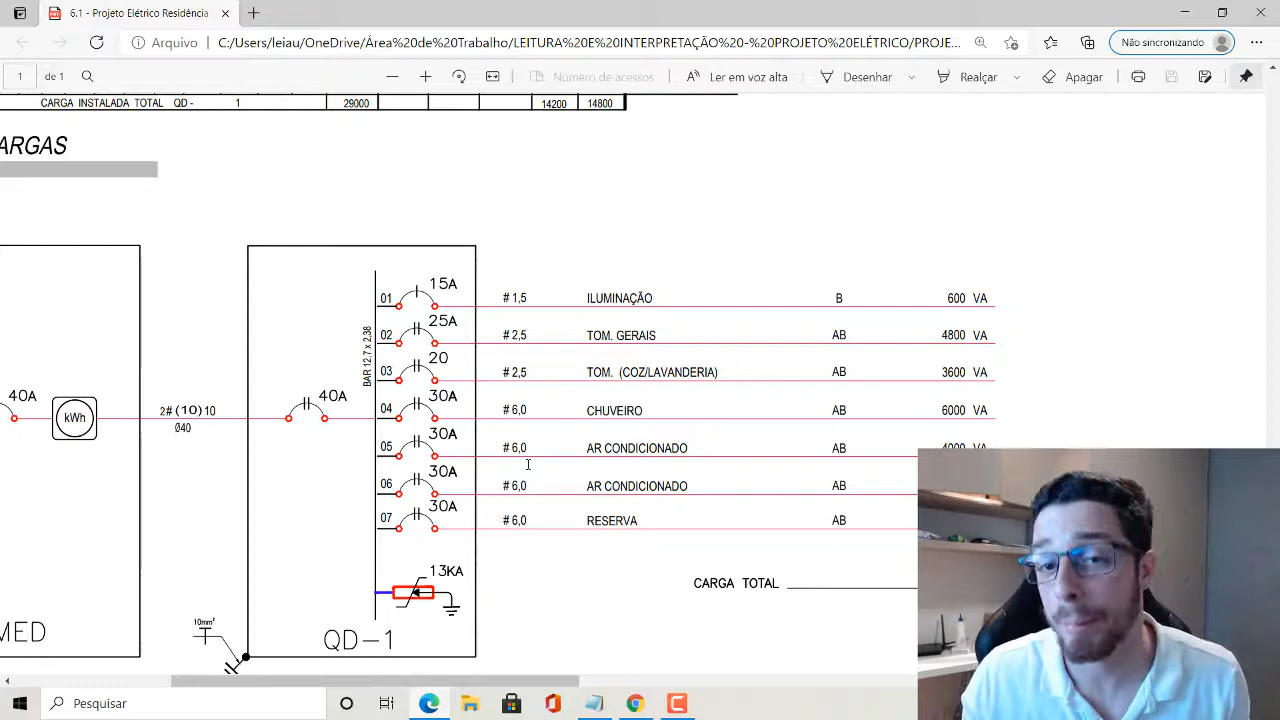 6.1 - Projeto Elétrico Residência
Arquivo C:/Users/leiau/OneDrive/Área%20de%20Trabalho/LEITURA%20E%20INTERPRETAÇÃO%20-%20PROJETO%20ELÉTRICO/PROJE... Não sincronizando
1 de 1 Número de acessos Ler em voz alta Desenhar Realçar Apagar
CARGA INSTALADA TOTAL QD - 1 29000 14200 14800
ARGAS
15A
01 # 1,5 ILUMINAÇÃO B 600 VA
25A
02 # 2,5 TOM. GERAIS AB 4800 VA
BAR 12,7 x 2,38
20
03 # 2,5 TOM. (COZ/LAVANDERIA) AB 3600 VA
40A kWh 2# (10) 10 40A
Ø40
30A
04 # 6,0 CHUVEIRO AB 6000 VA
30A
05 # 6,0 AR CONDICIONADO AB 4000 VA
30A
06 # 6,0 AR CONDICIONADO AB
30A
07 # 6,0 RESERVA AB
13KA
CARGA TOTAL
10mm²
MED QD-1
Pesquisar